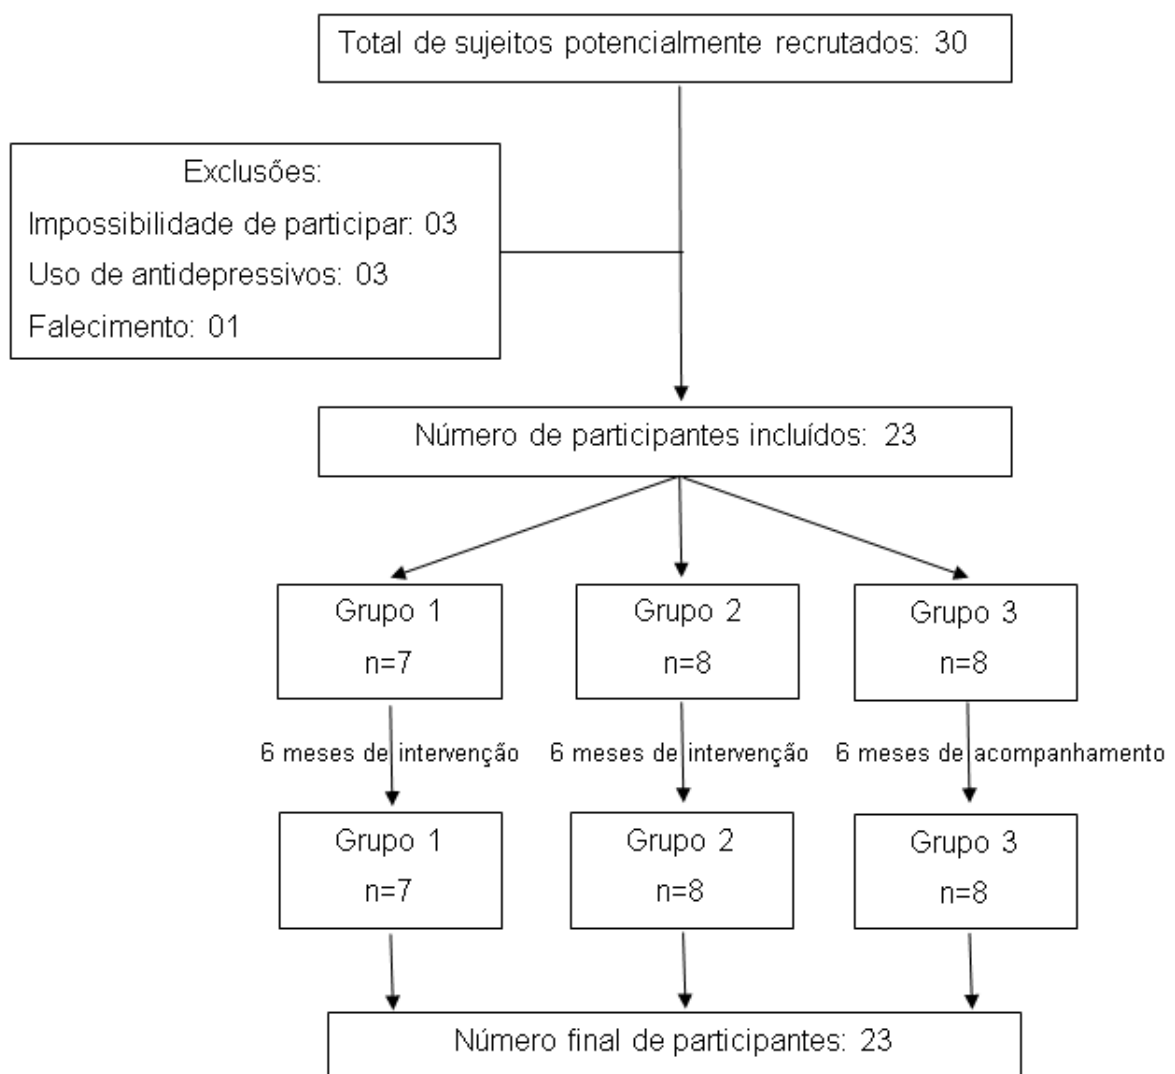 Total de sujeitos potencialmente recrutados: 30
Exclusões:
Impossibilidade de participar: 03
Uso de antidepressivos: 03
Falecimento: 01
Número de participantes incluídos: 23
Grupo 1
n=7
Grupo 2
n=8
Grupo 3
n=8
6 meses de intervenção
6 meses de intervenção
6 meses de acompanhamento
Grupo 1
n=7
Grupo 2
n=8
Grupo 3
n=8
Número final de participantes: 23